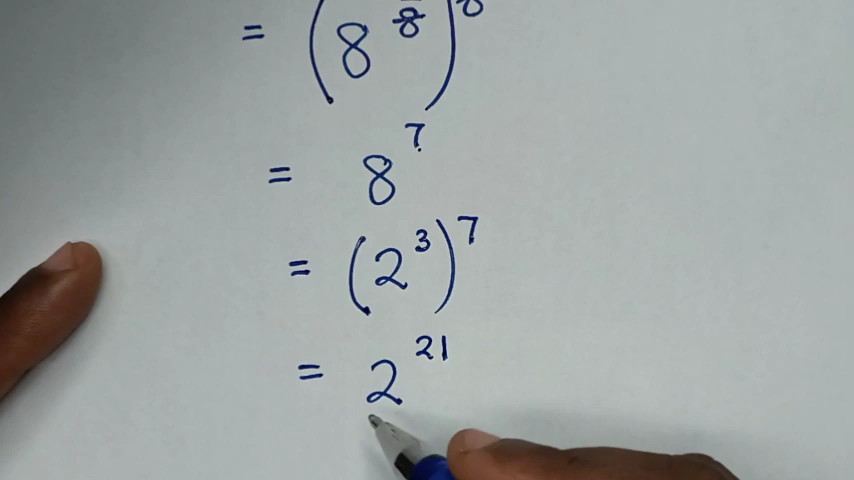 = (8^8)^8
= 8^7
= (2^3)^7
= 2^21